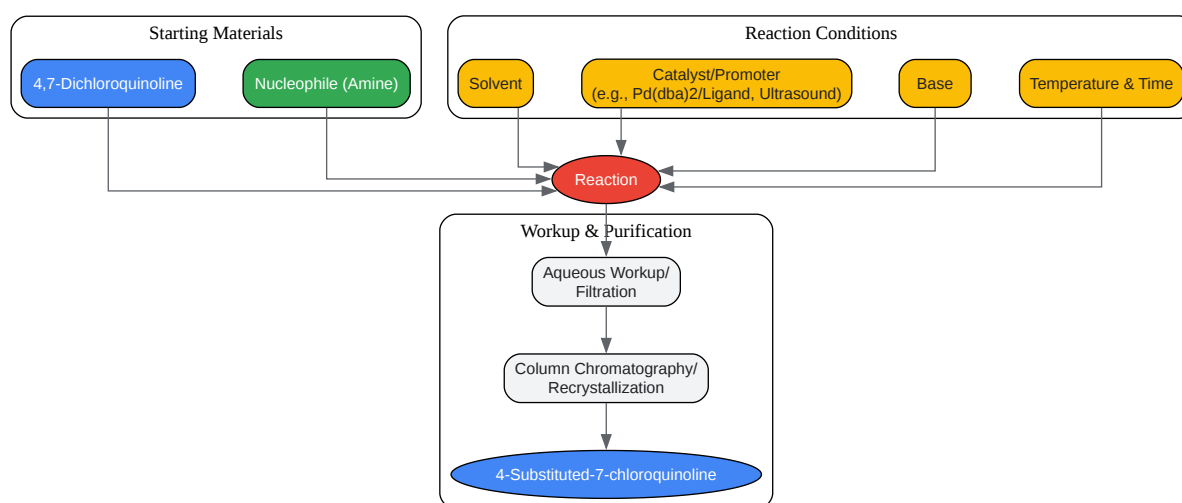 Starting Materials
Reaction Conditions
4,7-Dichloroquinoline
Nucleophile (Amine)
Solvent
Catalyst/Promoter
(e.g., Pd(dba)2/Ligand, Ultrasound)
Base
Temperature & Time
Reaction
Workup & Purification
Aqueous Workup/
Filtration
Column Chromatography/
Recrystallization
4-Substituted-7-chloroquinoline